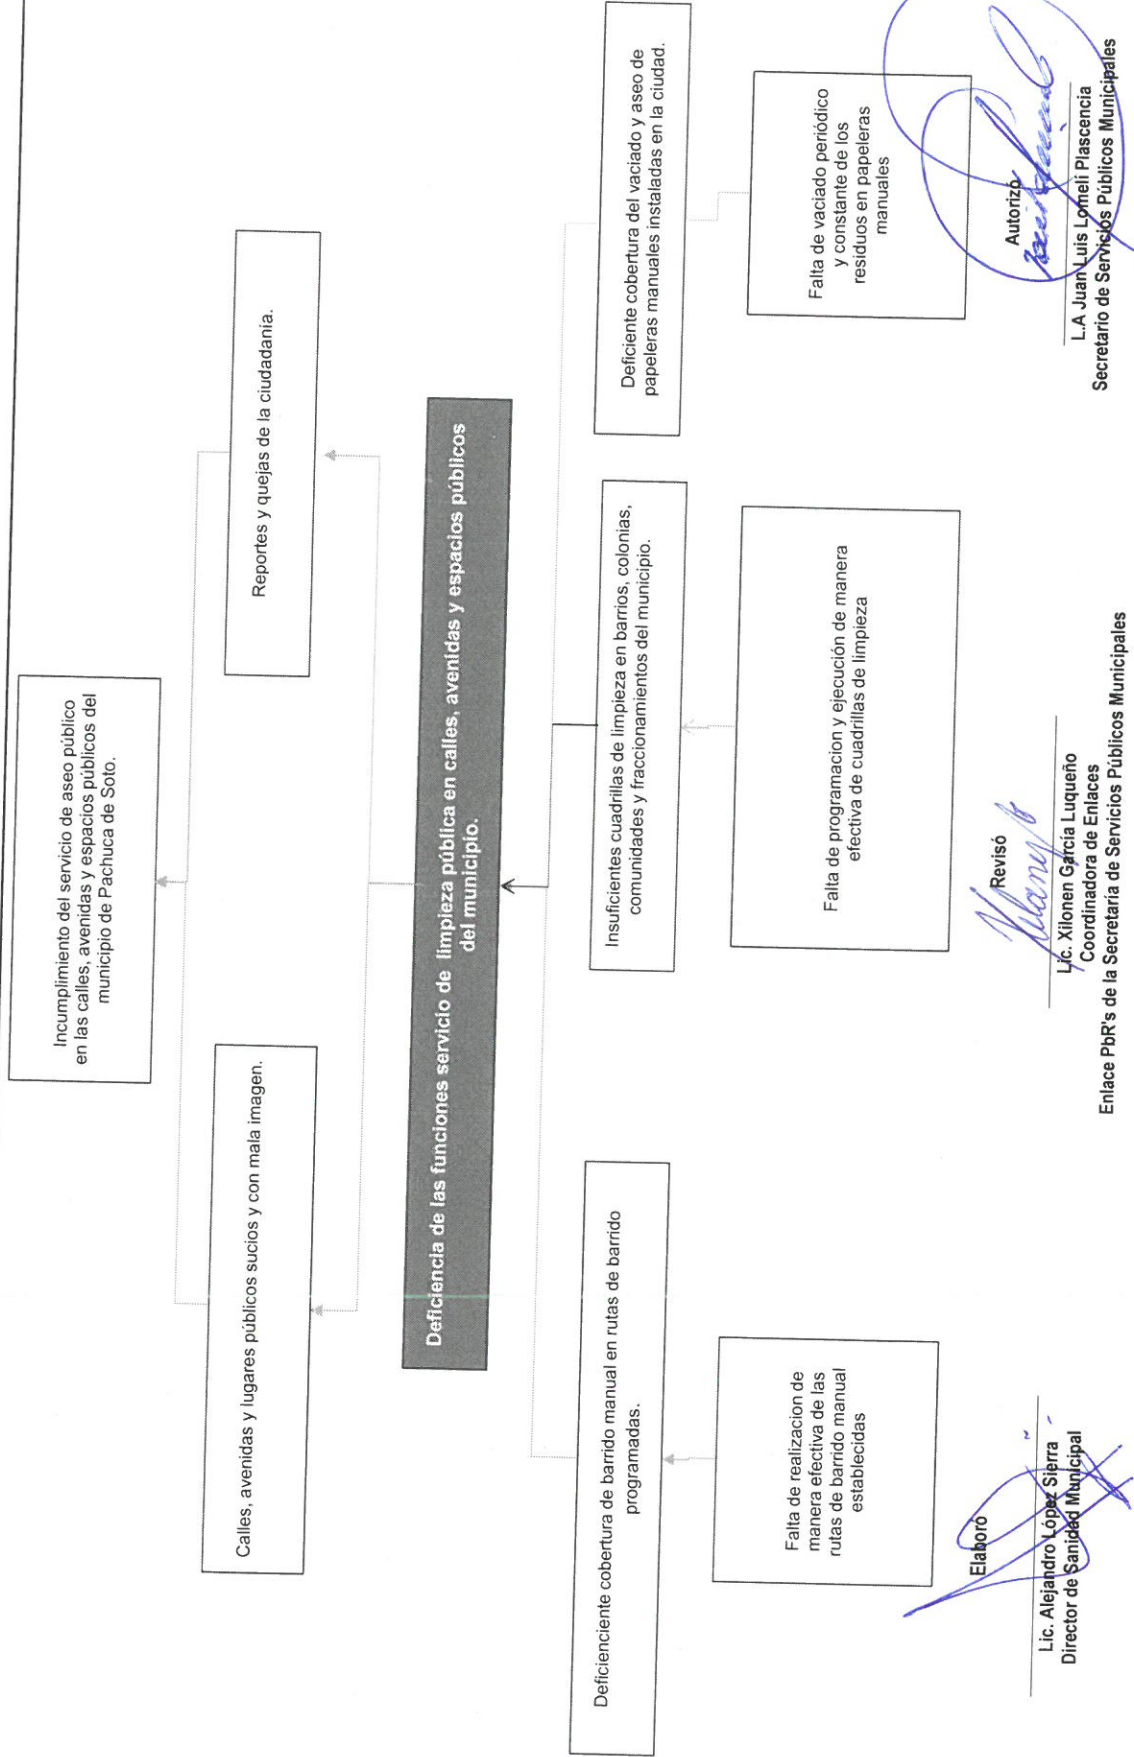 Incumplimiento del servicio de aseo público
en las calles, avenidas y espacios públicos del
municipio de Pachuca de Soto.
Calles, avenidas y lugares públicos sucios y con mala imagen.
Reportes y quejas de la ciudadania.
Deficiencia de las funciones servicio de limpieza pública en calles, avenidas y espacios públicos
del municipio.
Deficienciente cobertura de barrido manual en rutas de barrido
programadas.
Insuficientes cuadrillas de limpieza en barrios, colonias,
comunidades y fraccionamientos del municipio.
Deficiente cobertura del vaciado y aseo de
papeleras manuales instaladas en la ciudad.
Falta de realizacion de
manera efectiva de las
rutas de barrido manual
establecidas
Falta de programacion y ejecución de manera
efectiva de cuadrillas de limpieza
Falta de vaciado periódico
y constante de los
residuos en papeleras
manuales
Elaboró
Lic. Alejandro López Sierra
Director de Sanidad Municipal
Revisó
Lic. Xilonen García Luqueño
Coordinadora de Enlaces
Enlace PbR's de la Secretaría de Servicios Públicos Municipales
Autorizó
L.A Juan Luis Lomelí Plascencia
Secretario de Servicios Públicos Municipales